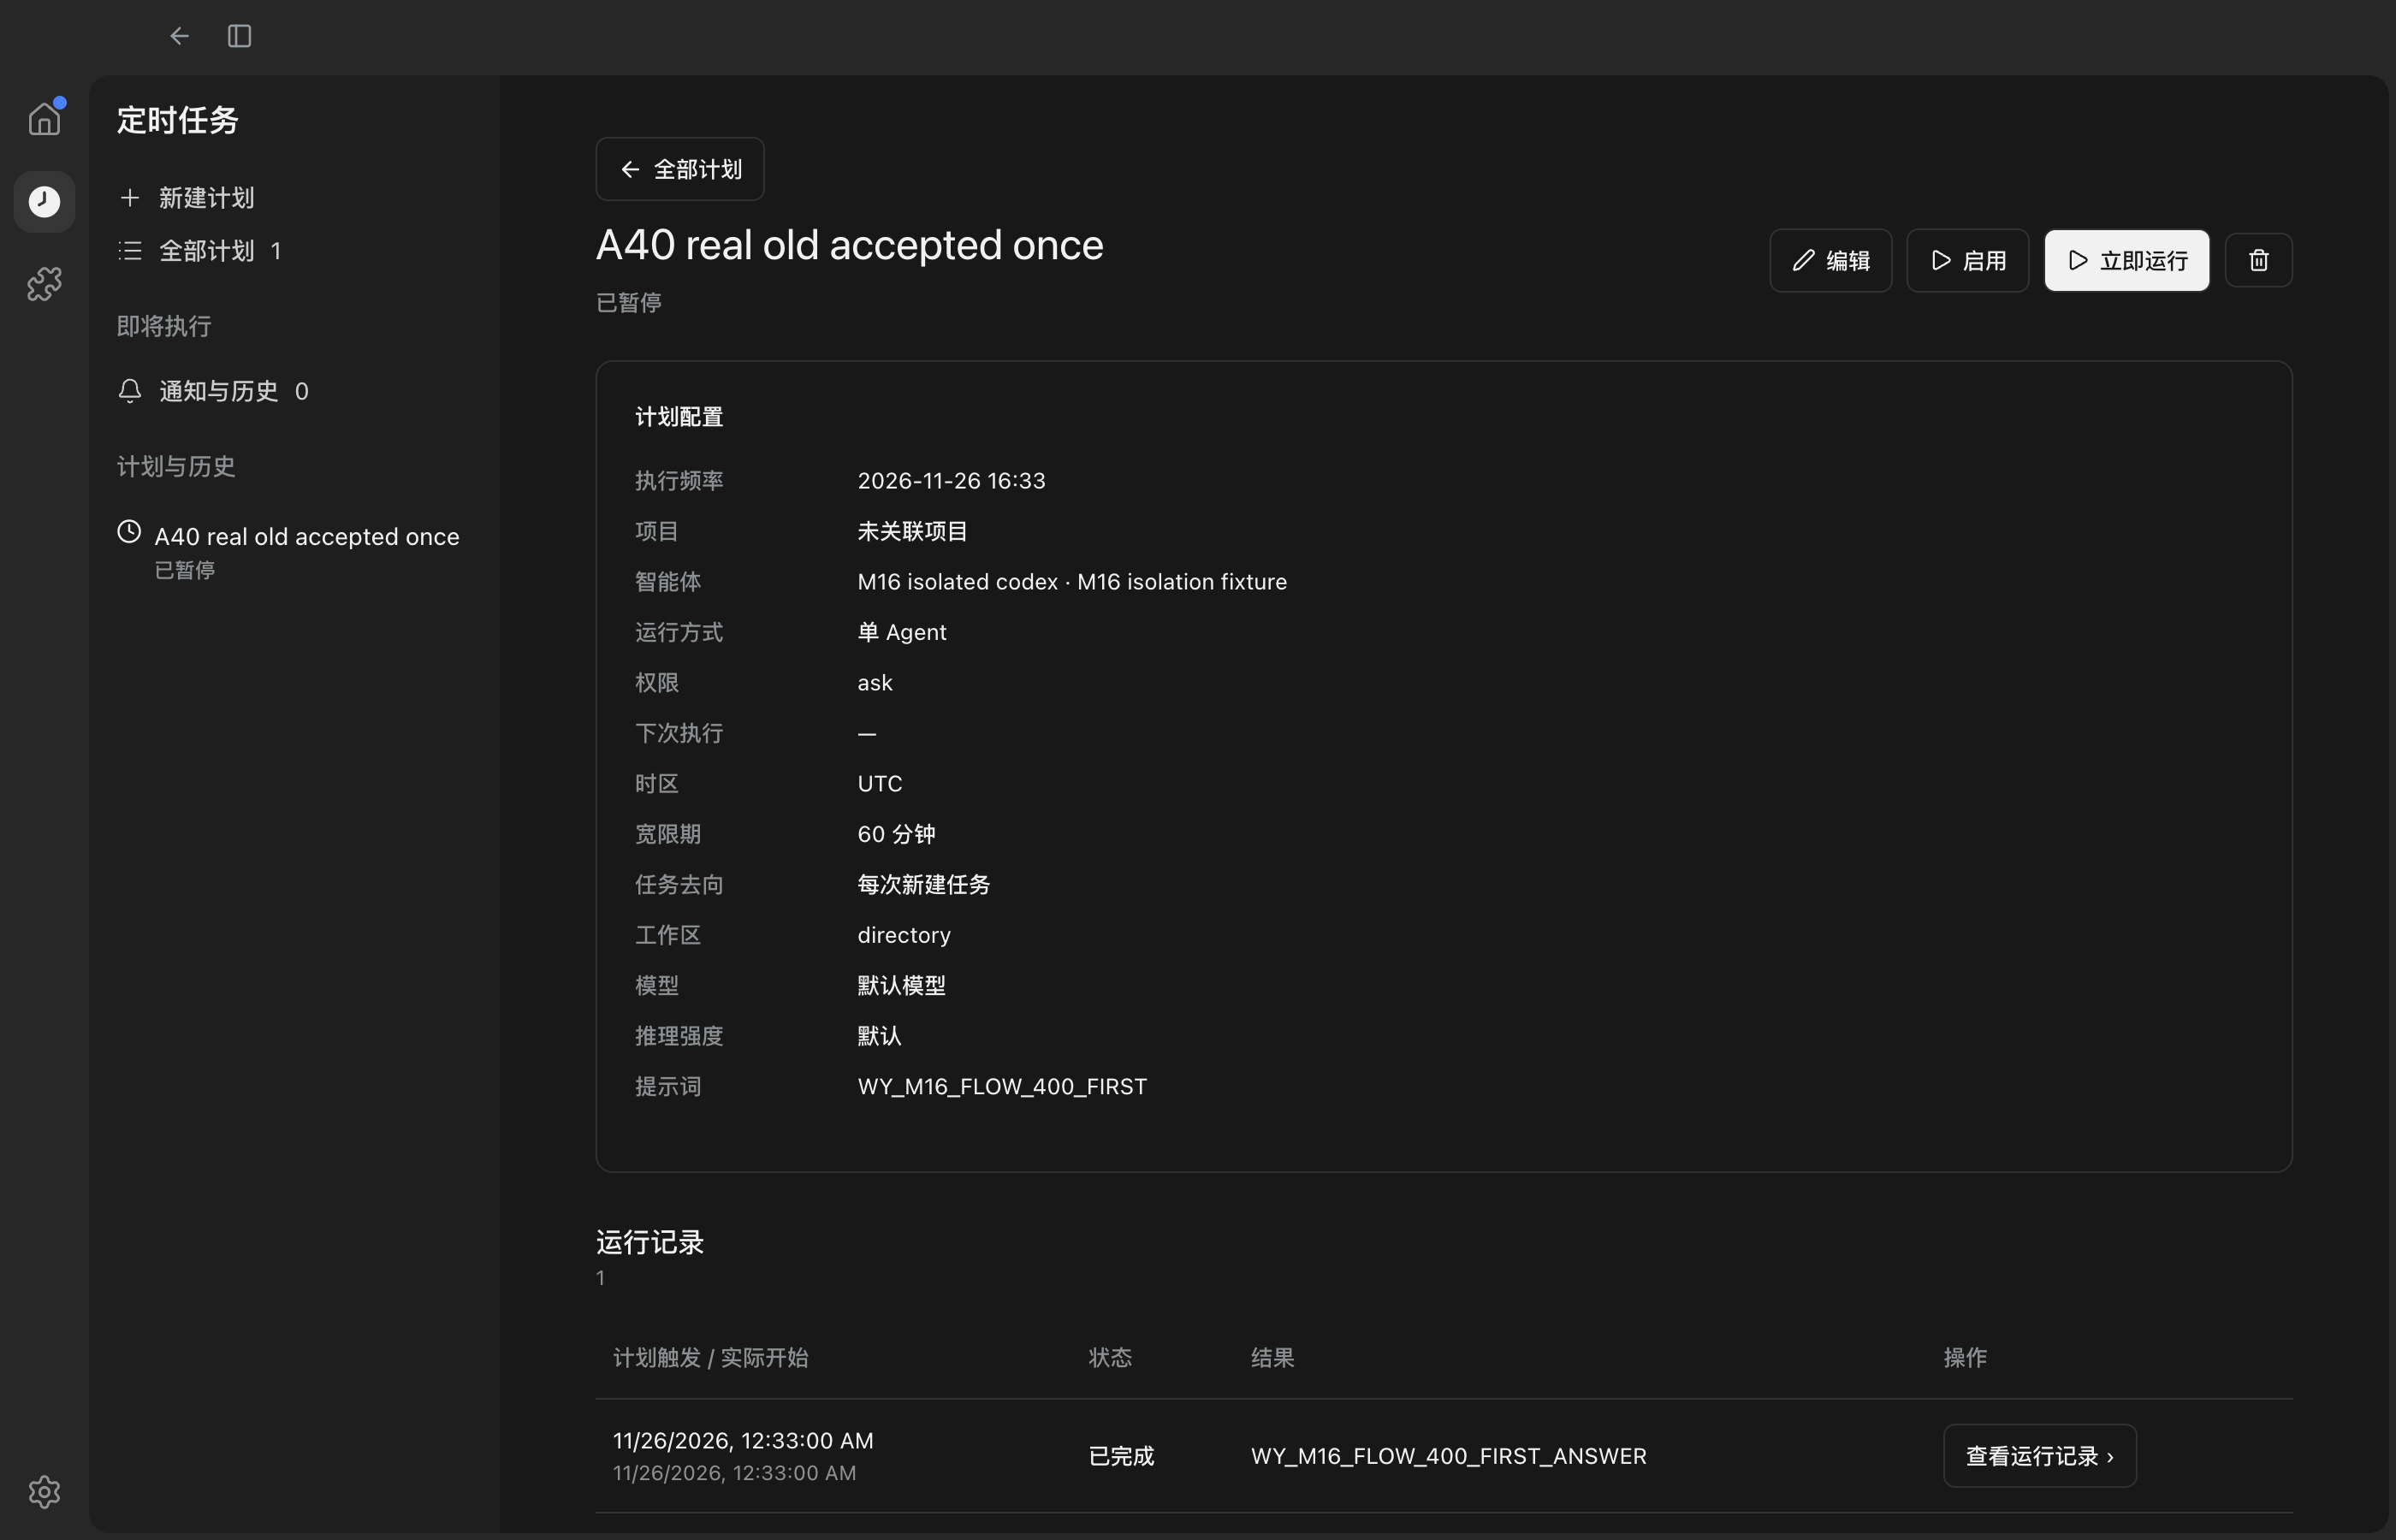 定时任务
新建计划
全部计划 1
即将执行
通知与历史 0
计划与历史
A40 real old accepted once
已暂停
全部计划
A40 real old accepted once
已暂停
编辑
启用
立即运行
计划配置
执行频率 2026-11-26 16:33
项目 未关联项目
智能体 M16 isolated codex · M16 isolation fixture
运行方式 单 Agent
权限 ask
下次执行 —
时区 UTC
宽限期 60 分钟
任务去向 每次新建任务
工作区 directory
模型 默认模型
推理强度 默认
提示词 WY_M16_FLOW_400_FIRST
运行记录
1
计划触发 / 实际开始 状态 结果 操作
11/26/2026, 12:33:00 AM
11/26/2026, 12:33:00 AM
已完成 WY_M16_FLOW_400_FIRST_ANSWER 查看运行记录 ›